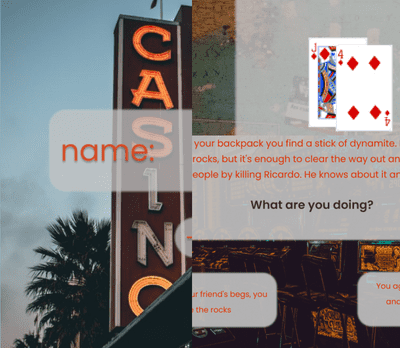 CASINO
name:
J
4
4
your backpack you find a stick of dynamite.
rocks, but it's enough to clear the way out an
eople by killing Ricardo. He knows about it an
What are you doing?
ur friend's begs, you
the rocks
You ag
and